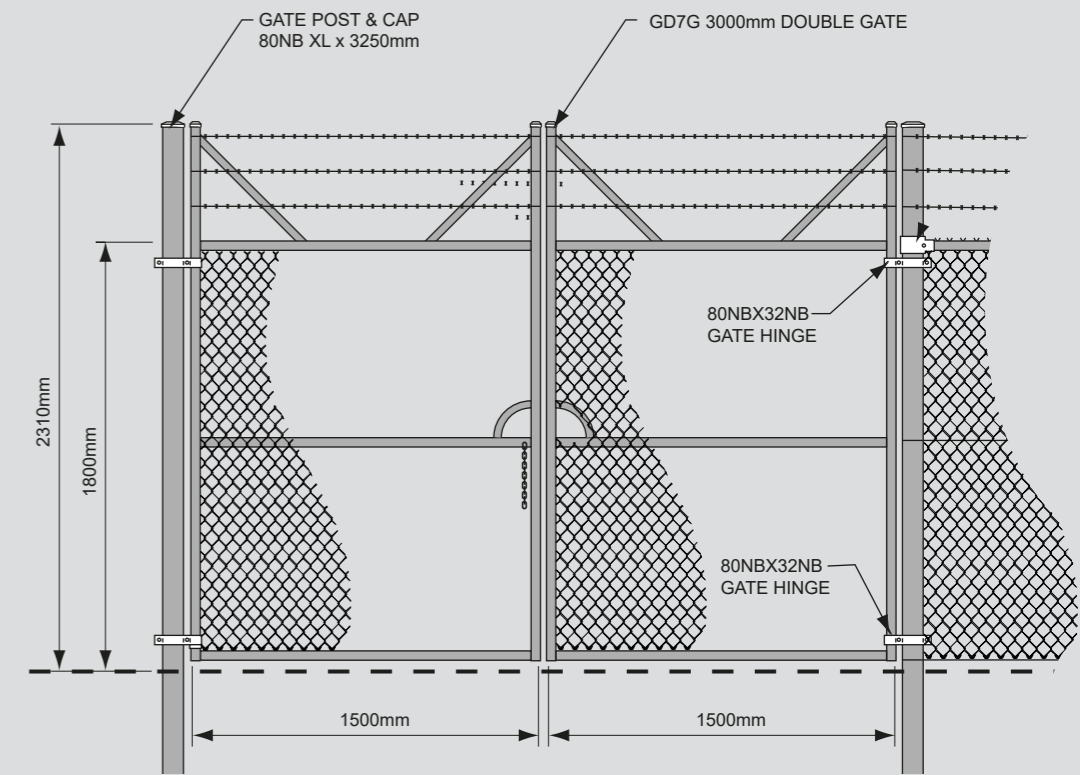 GATE POST & CAP
80NB XL x 3250mm
GD7G 3000mm DOUBLE GATE
80NBX32NB
GATE HINGE
2310mm
1800mm
80NBX32NB
GATE HINGE
1500mm
1500mm